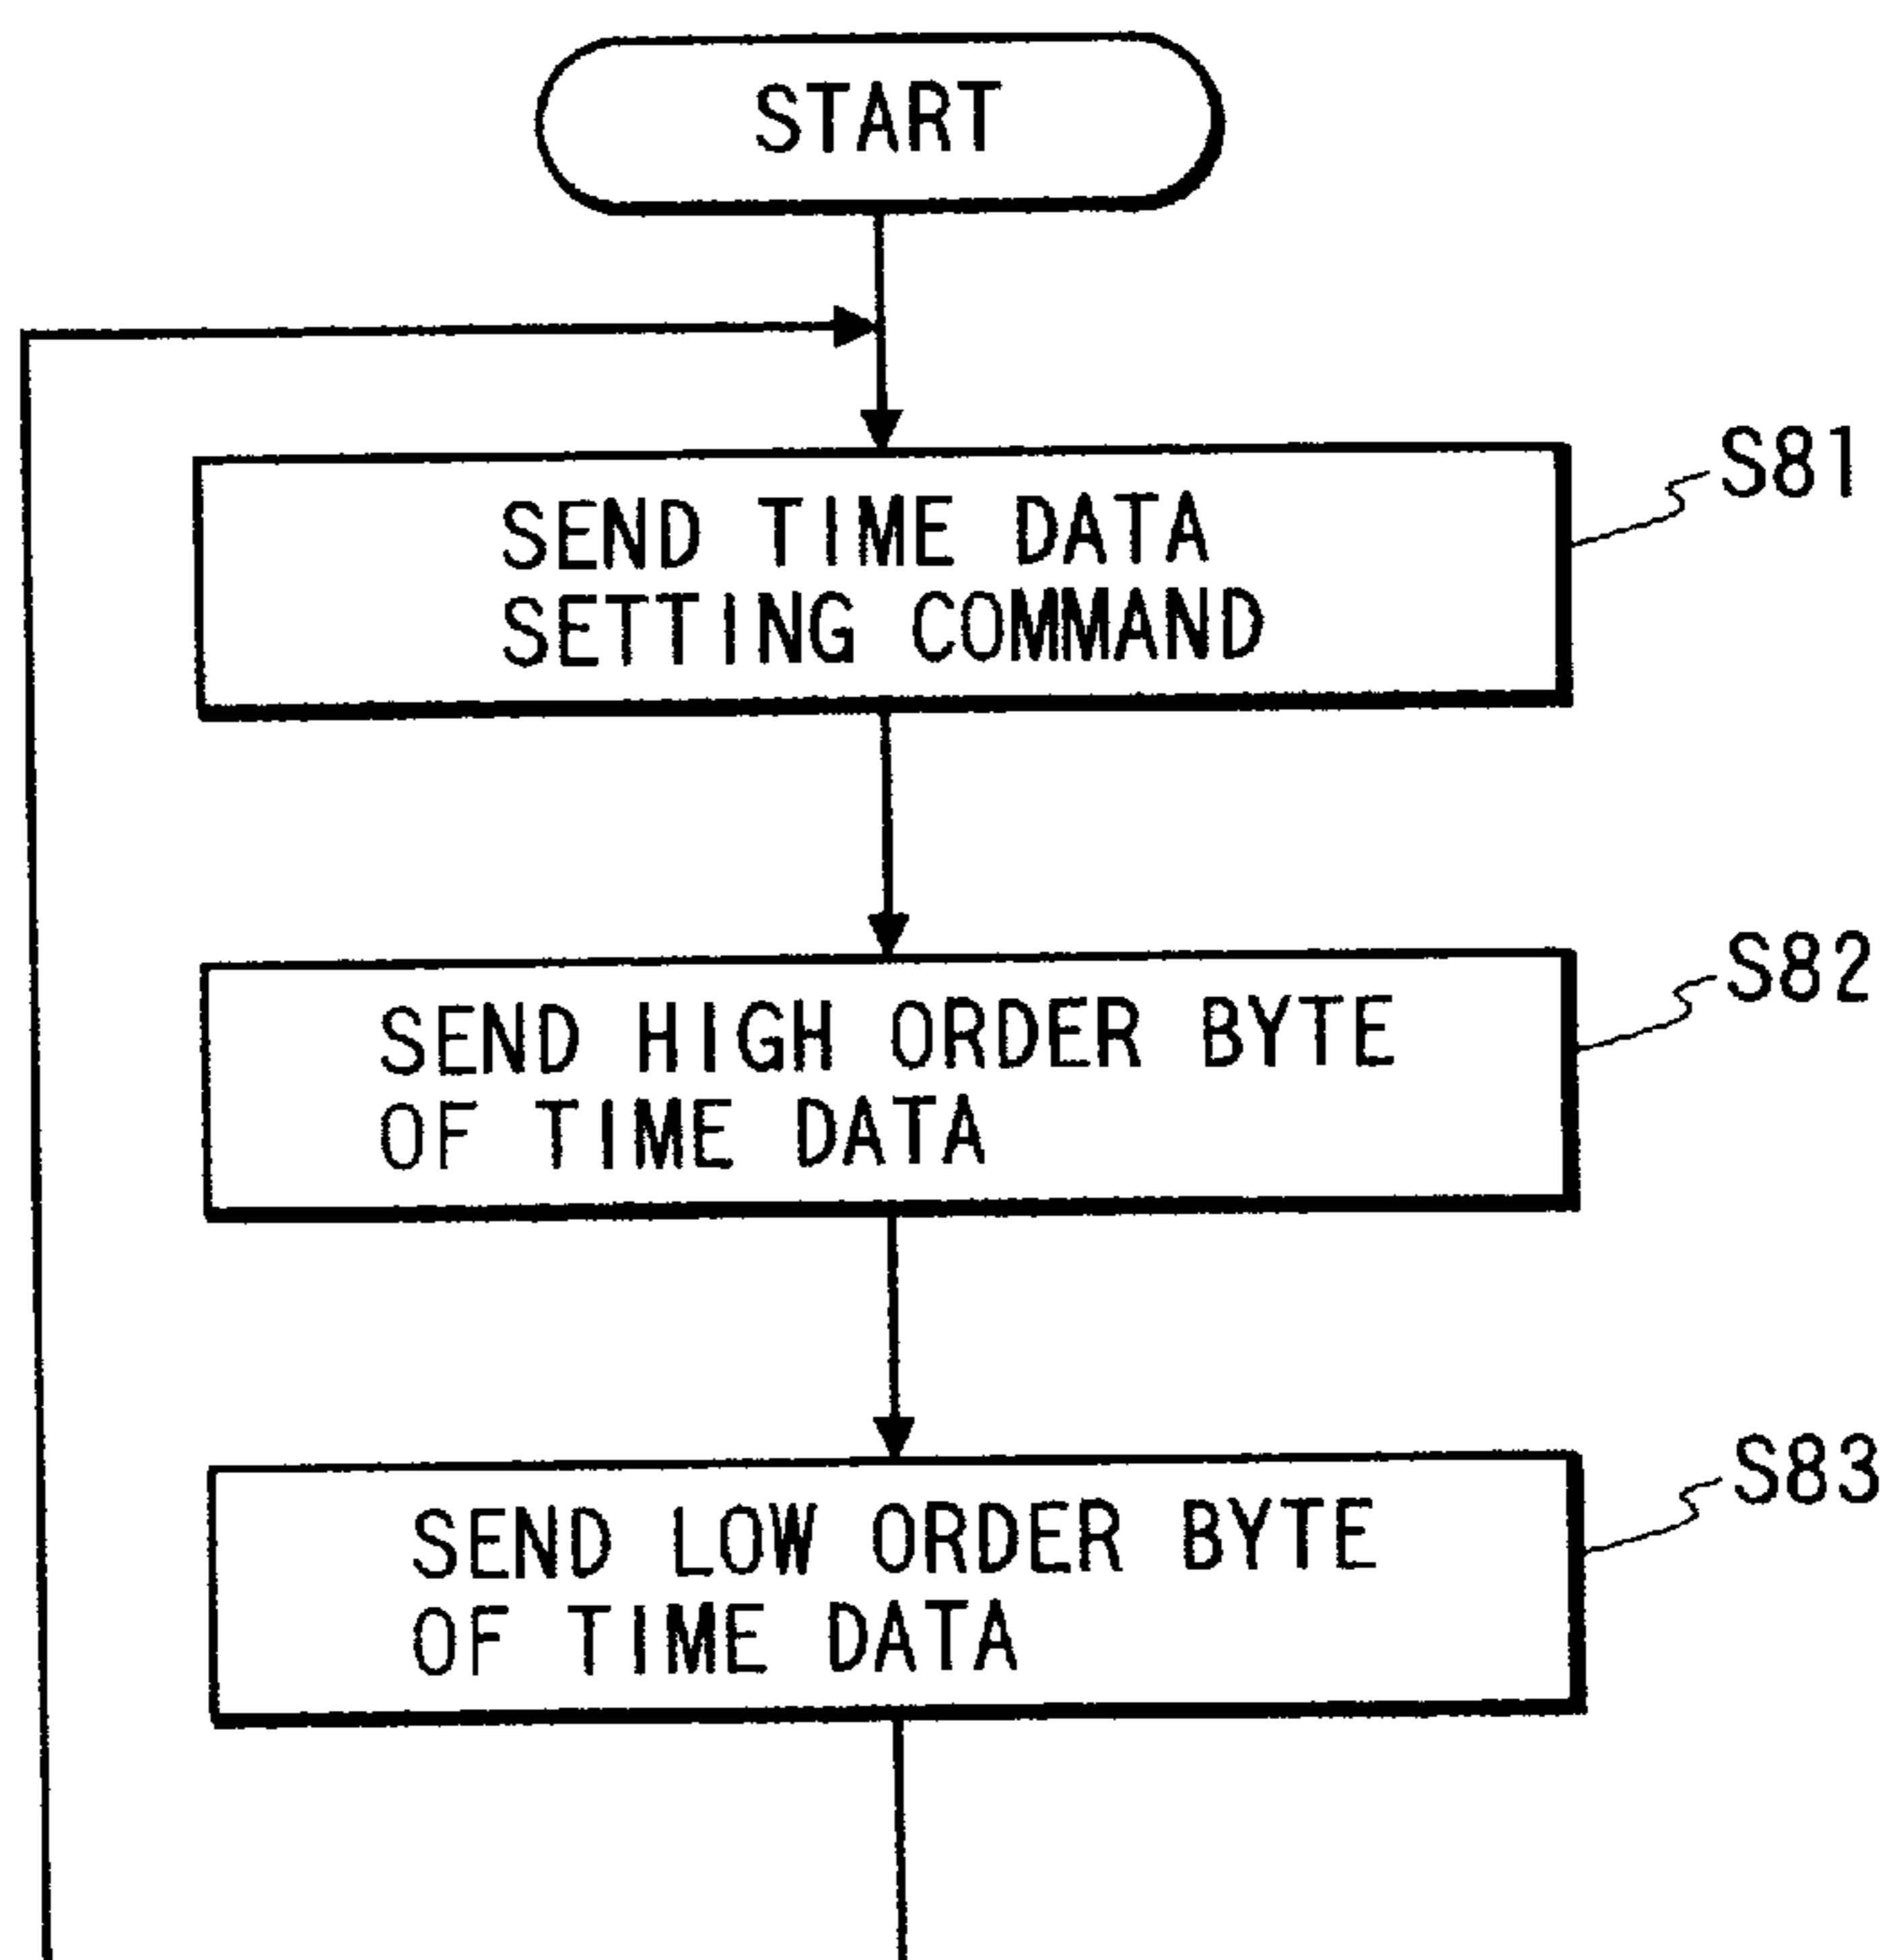 START
S81
SEND TIME DATA
SETTING COMMAND
S82
SEND HIGH ORDER BYTE
OF TIME DATA
S83
SEND LOW ORDER BYTE
OF TIME DATA